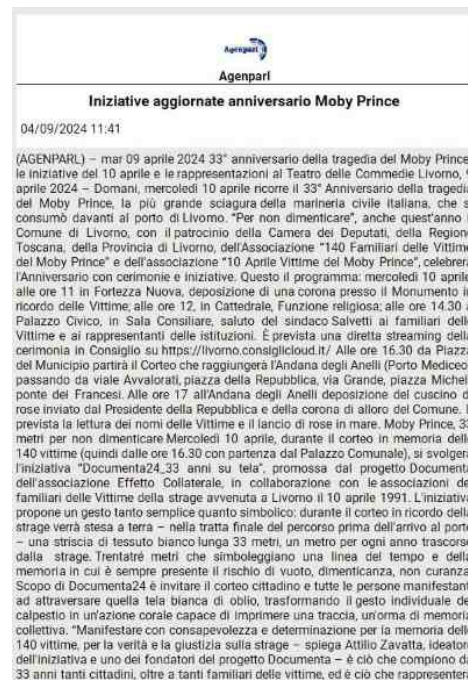 Agenparl
Agenparl
Iniziative aggiornate anniversario Moby Prince
04/09/2024 11:41
(AGENPARL) – mar 09 aprile 2024 33° anniversario della tragedia del Moby Prince,
le iniziative del 10 aprile e le rappresentazioni al Teatro delle Commedie Livorno,
aprile 2024 – Domani, mercoledì 10 aprile ricorre il 33° Anniversario della tragedia
del Moby Prince, la più grande sciagura della marineria civile italiana, che s
consumò davanti al porto di Livorno. "Per non dimenticare", anche quest'anno
Comune di Livorno, con il patrocinio della Camera dei Deputati, della Region
Toscana, della Provincia di Livorno, dell'Associazione "140 Familiari delle Vittime
del Moby Prince" e dell'associazione "10 Aprile Vittime del Moby Prince", celebrer
l'Anniversario con cerimonie e iniziative. Questo il programma: mercoledì 10 aprile
alle ore 11 in Fortezza Nuova, deposizione di una corona presso il Monumento in
ricordo delle Vittime; alle ore 12, in Cattedrale, Funzione religiosa; alle ore 14.30 a
Palazzo Civico, in Sala Consiliare, saluto del sindaco Salvetti ai familiari dell
Vittime e ai rappresentanti delle istituzioni. È prevista una diretta streaming della
cerimonia in Consiglio su https://livorno.consiglicloud.it/ Alle ore 16.30 da Piazza
del Municipio partirà il Corteo che raggiungerà l'Andana degli Anelli (Porto Mediceo)
passando da viale Avvalorati, piazza della Repubblica, via Grande, piazza Michel
ponte dei Francesi. Alle ore 17 all'Andana degli Anelli deposizione del cuscino d
rose inviato dal Presidente della Repubblica e della corona di alloro del Comune.
prevista la lettura dei nomi delle Vittime e il lancio di rose in mare. Moby Prince, 33
metri per non dimenticare Mercoledì 10 aprile, durante il corteo in memoria delle
140 vittime (quindi dalle ore 16.30 con partenza dal Palazzo Comunale), si svolger
l'iniziativa "Documenta24_33 anni su tela", promossa dal progetto Document
dell'associazione Effetto Collaterale, in collaborazione con le associazioni de
familiari delle Vittime della strage avvenuta a Livorno il 10 aprile 1991. L'iniziativa
propone un gesto tanto semplice quanto simbolico: durante il corteo in ricordo della
strage verrà stesa a terra – nella tratta finale del percorso prima dell'arrivo al porto
– una striscia di tessuto bianco lunga 33 metri, un metro per ogni anno trascorso
dalla strage. Trentatré metri che simboleggiano una linea del tempo e della
memoria in cui è sempre presente il rischio di vuoto, dimenticanza, non curanza.
Scopo di Documenta24 è invitare il corteo cittadino e tutte le persone manifestant
ad attraversare quella tela bianca di oblio, trasformando il gesto individuale de
calpestio in un'azione corale capace di imprimere una traccia, un'orma di memoria
collettiva. "Manifestare con consapevolezza e determinazione per la memoria dell
140 vittime, per la verità e la giustizia sulla strage – spiega Attilio Zavatta, ideator
dell'iniziativa e uno dei fondatori del progetto Documenta – è ciò che compiono d
33 anni tanti cittadini, oltre a tanti familiari delle vittime, ed è ciò che rappresenter